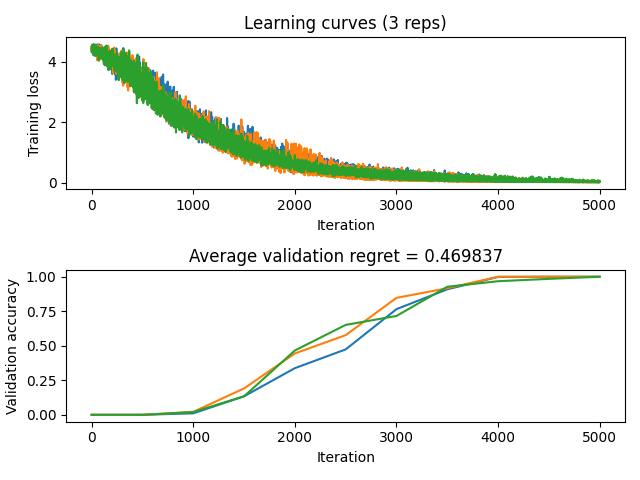 Learning curves (3 reps)
4
2
0
Training loss
0 1000 2000 3000 4000 5000
Iteration
Average validation regret = 0.469837
1.00
0.75
0.50
0.25
0.00
Validation accuracy
0 1000 2000 3000 4000 5000
Iteration